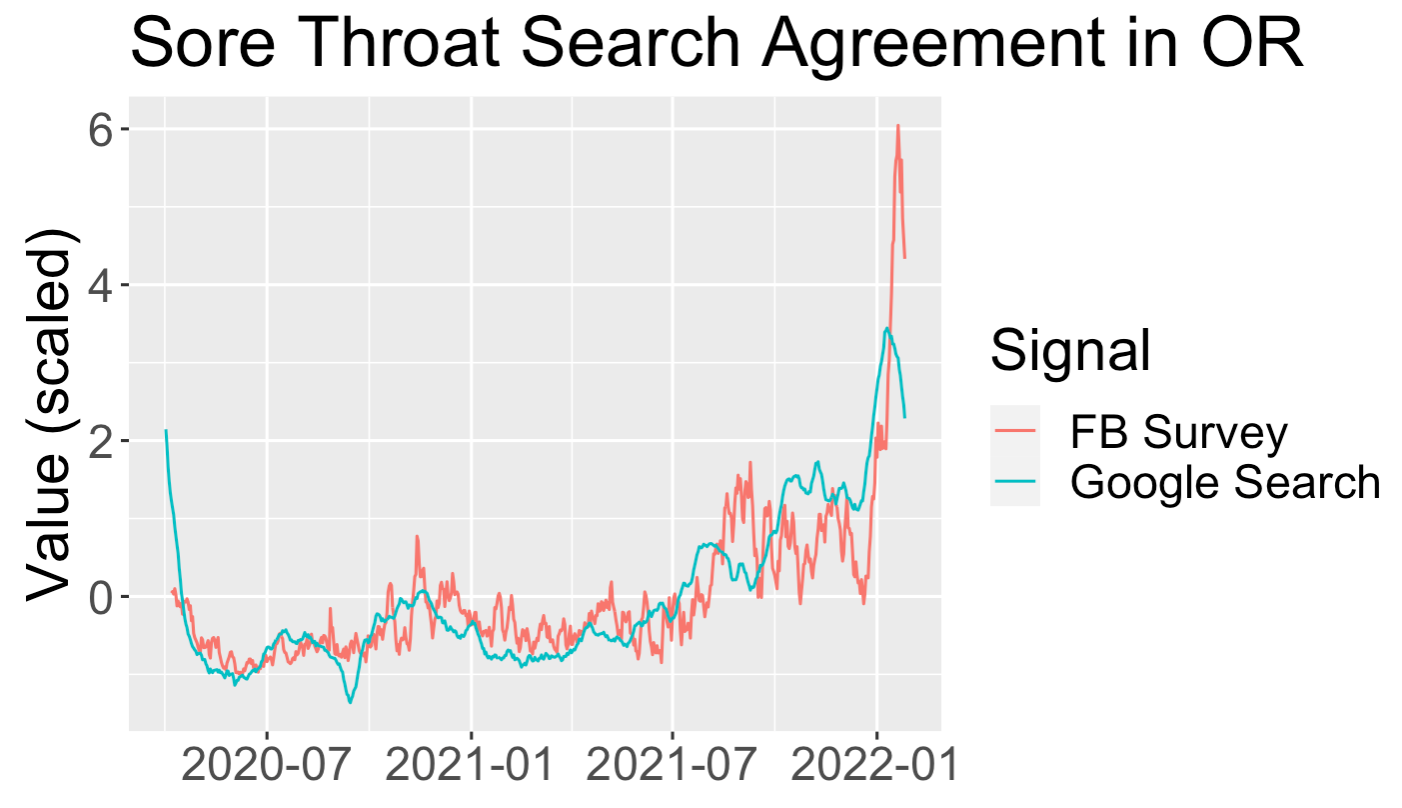 Sore Throat Search Agreement in OR
Value (scaled)
6
4
2
0
2020-07 2021-01 2021-07 2022-01
Signal
FB Survey
Google Search